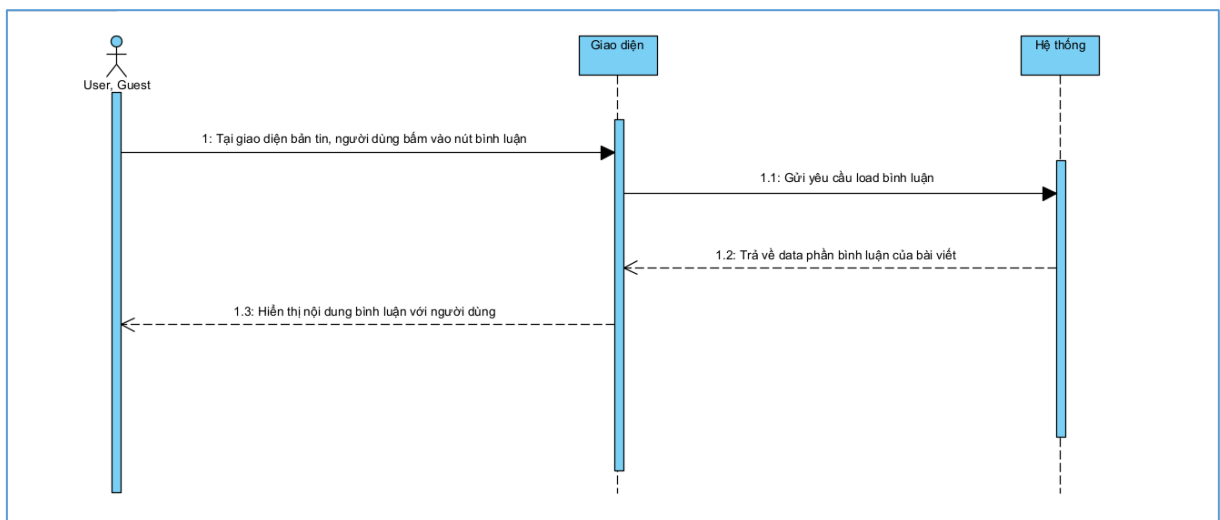 User, Guest
Giao diện
Hệ thống
1: Tại giao diện bản tin, người dùng bấm vào nút bình luận
1.1: Gửi yêu cầu load bình luận
1.2: Trả về data phần bình luận của bài viết
1.3: Hiển thị nội dung bình luận với người dùng